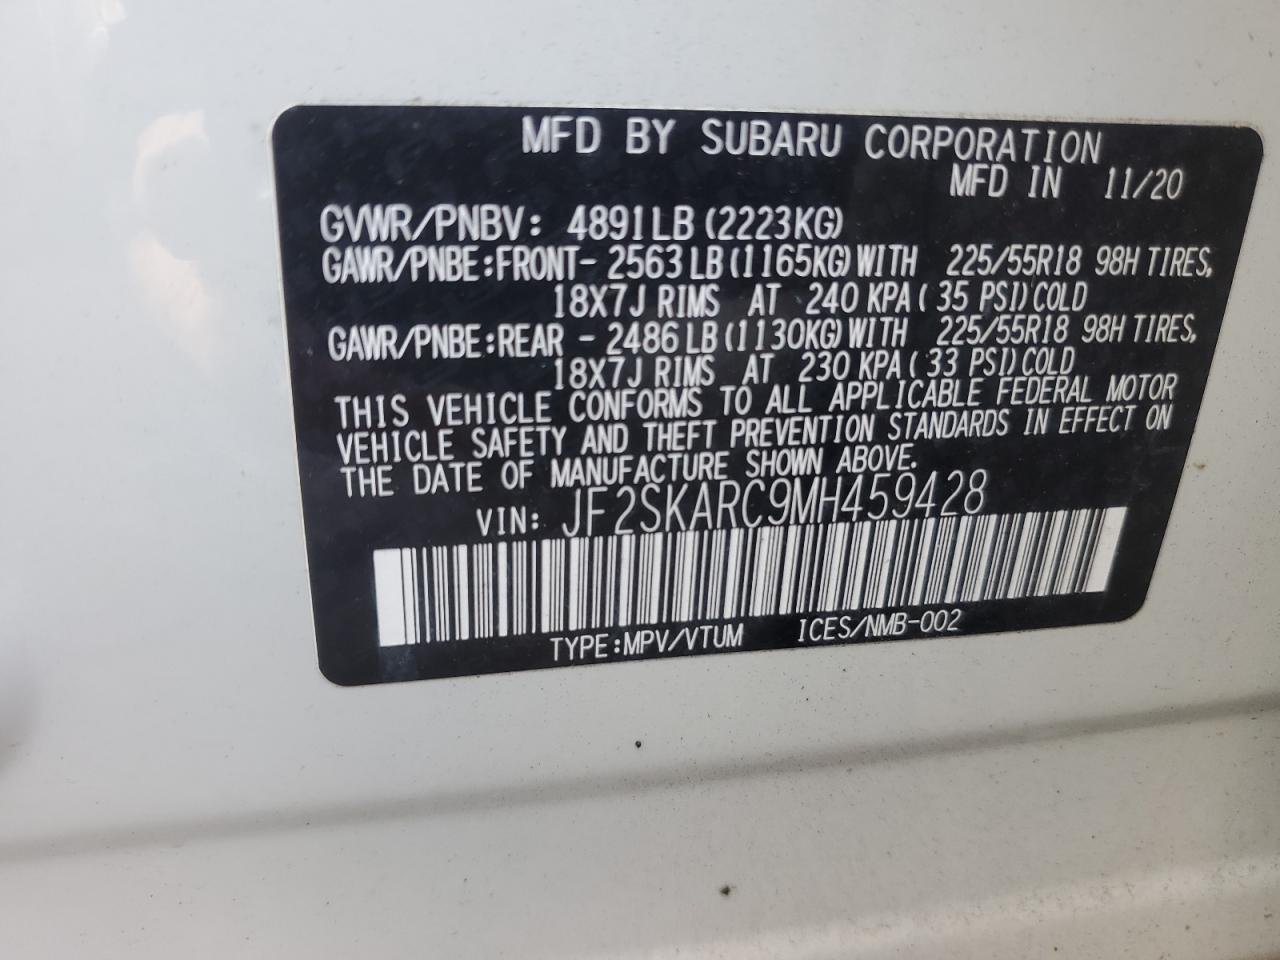 MFD BY SUBARU CORPORATION
MFD IN 11/20
GVWR/PNBV: 4891LB (2223KG)
GAWR/PNBE:FRONT- 2563LB(1165KG)WITH 225/55R18 98H TIRES,
18X7J RIMS AT 240 KPA( 35 PSI)COLD
GAWR/PNBE:REAR - 2486LB(1130KG)WITH 225/55R18 98H TIRES,
18X7J RIMS AT 230 KPA( 33 PSI)COLD
THIS VEHICLE CONFORMS TO ALL APPLICABLE FEDERAL MOTOR
VEHICLE SAFETY AND THEFT PREVENTION STANDARDS IN EFFECT ON
THE DATE OF MANUFACTURE SHOWN ABOVE.
VIN: JF2SKARC9MH459428
TYPE:MPV/VTUM ICES/NMB-002